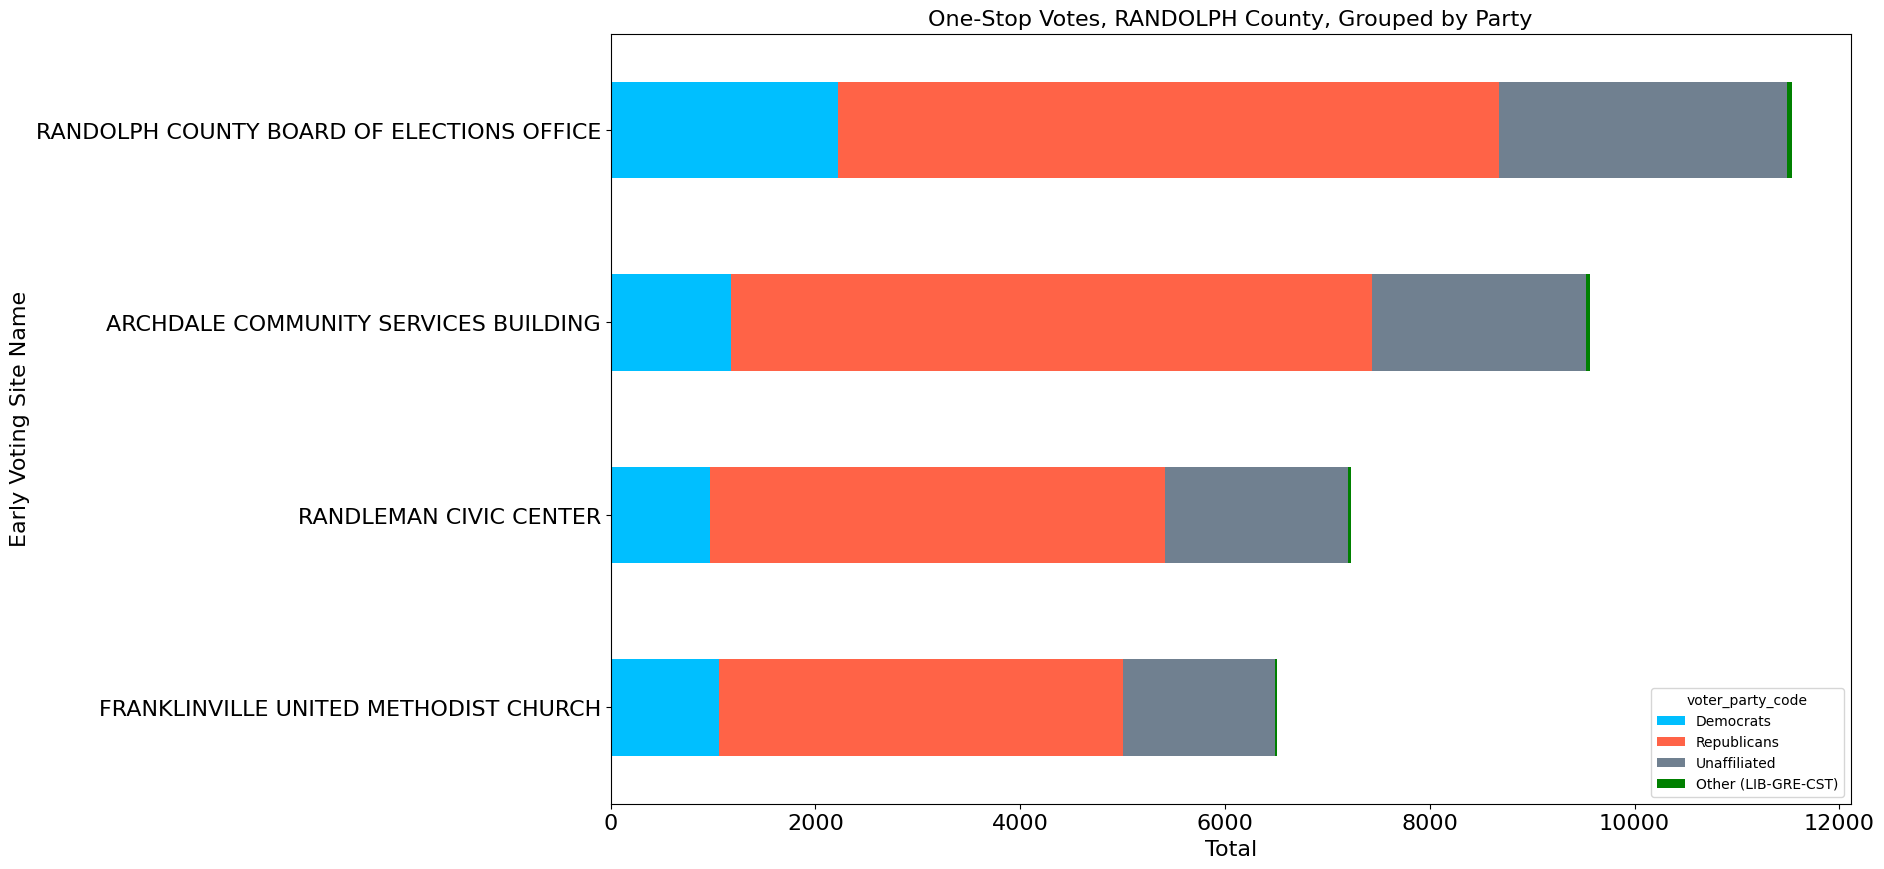 One-Stop Votes, RANDOLPH County, Grouped by Party
Early Voting Site Name
RANDOLPH COUNTY BOARD OF ELECTIONS OFFICE
ARCHDALE COMMUNITY SERVICES BUILDING
RANDLEMAN CIVIC CENTER
FRANKLINVILLE UNITED METHODIST CHURCH
voter_party_code
Democrats
Republicans
Unaffiliated
Other (LIB-GRE-CST)
0 2000 4000 6000 8000 10000 12000
Total